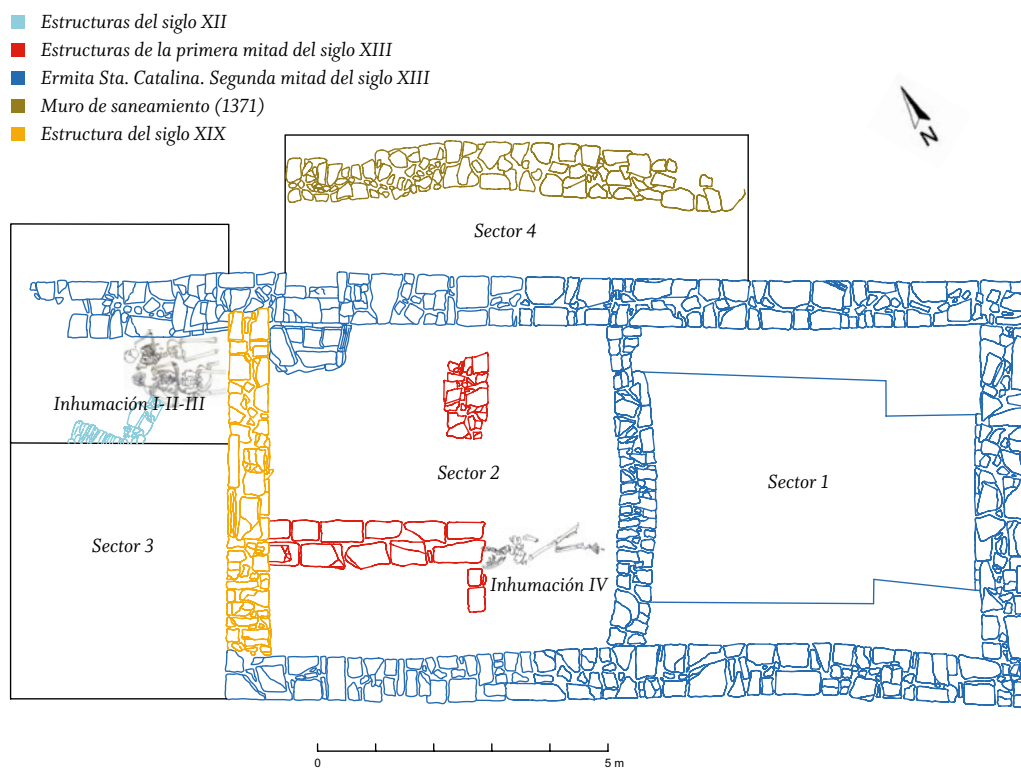 Estructuras del siglo XII
Estructuras de la primera mitad del siglo XIII
Ermita Sta. Catalina. Segunda mitad del siglo XIII
Muro de saneamiento (1371)
Estructura del siglo XIX
N
Sector 4
Inhumación I-II-III
Sector 2
Sector 1
Sector 3
Inhumación IV
0 5 m